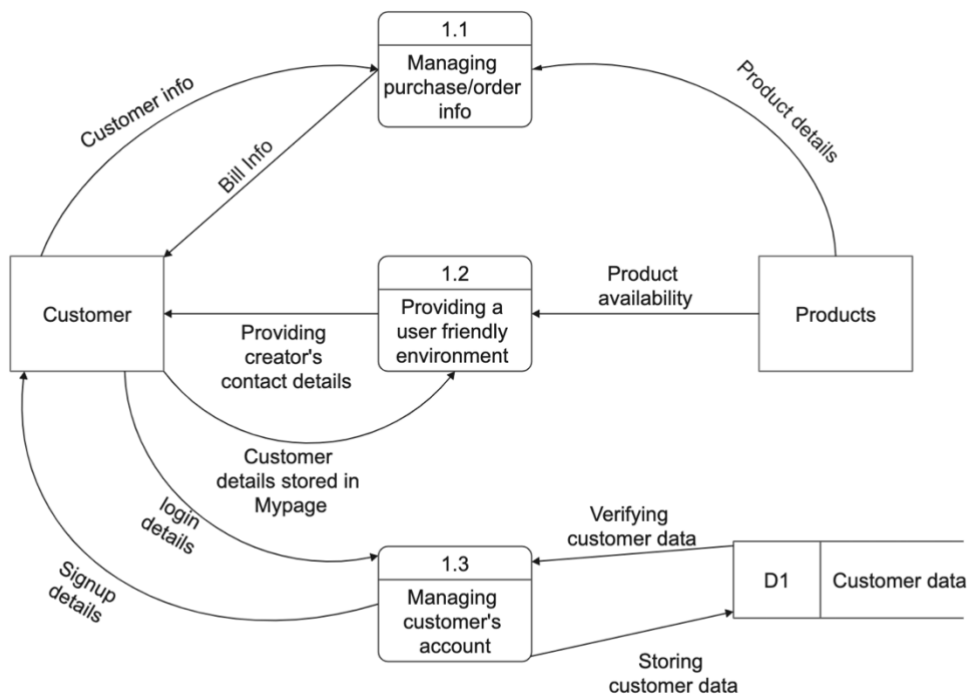 1.1
Managing
purchase/order
info
Customer info
Bill Info
Product details
Customer
1.2
Providing a
user friendly
environment
Product
availability
Products
Providing
creator's
contact details
Customer
details stored in
Mypage
login
details
Signup
details
1.3
Managing
customer's
account
Verifying
customer data
D1
Customer data
Storing
customer data